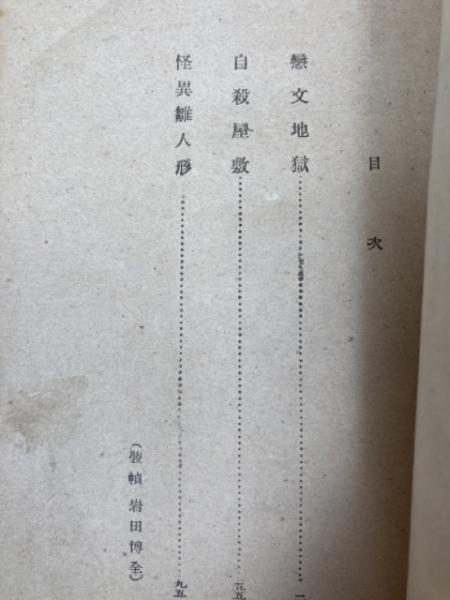 目次
戀文地獄……………一
自殺屋敷……………
怪異雛人形……………九五
（裝幀 岩田博全）